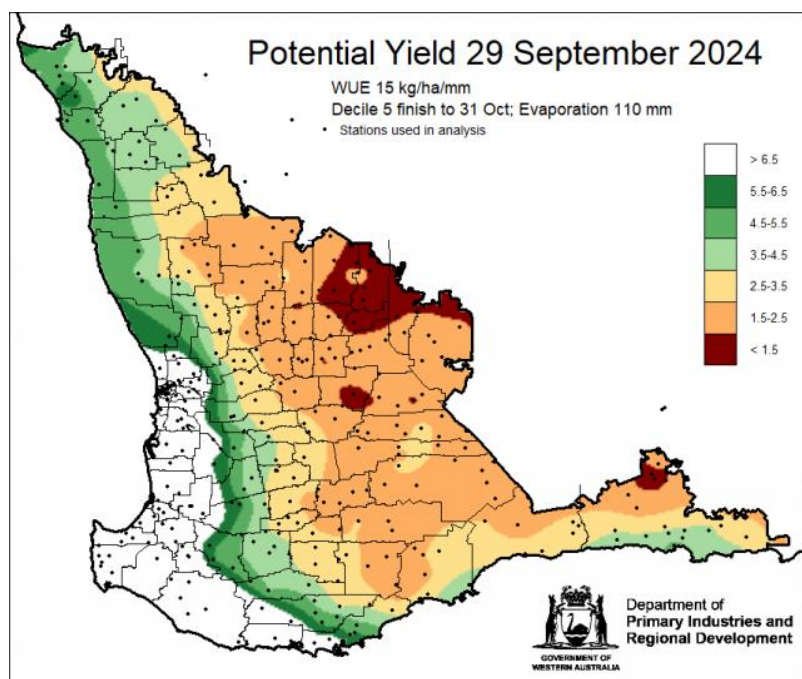 Potential Yield 29 September 2024
WUE 15 kg/ha/mm
Decile 5 finish to 31 Oct; Evaporation 110 mm
• Stations used in analysis
> 6.5
5.5-6.5
4.5-5.5
3.5-4.5
2.5-3.5
1.5-2.5
< 1.5
Department of
Primary Industries and
Regional Development
GOVERNMENT OF
WESTERN AUSTRALIA